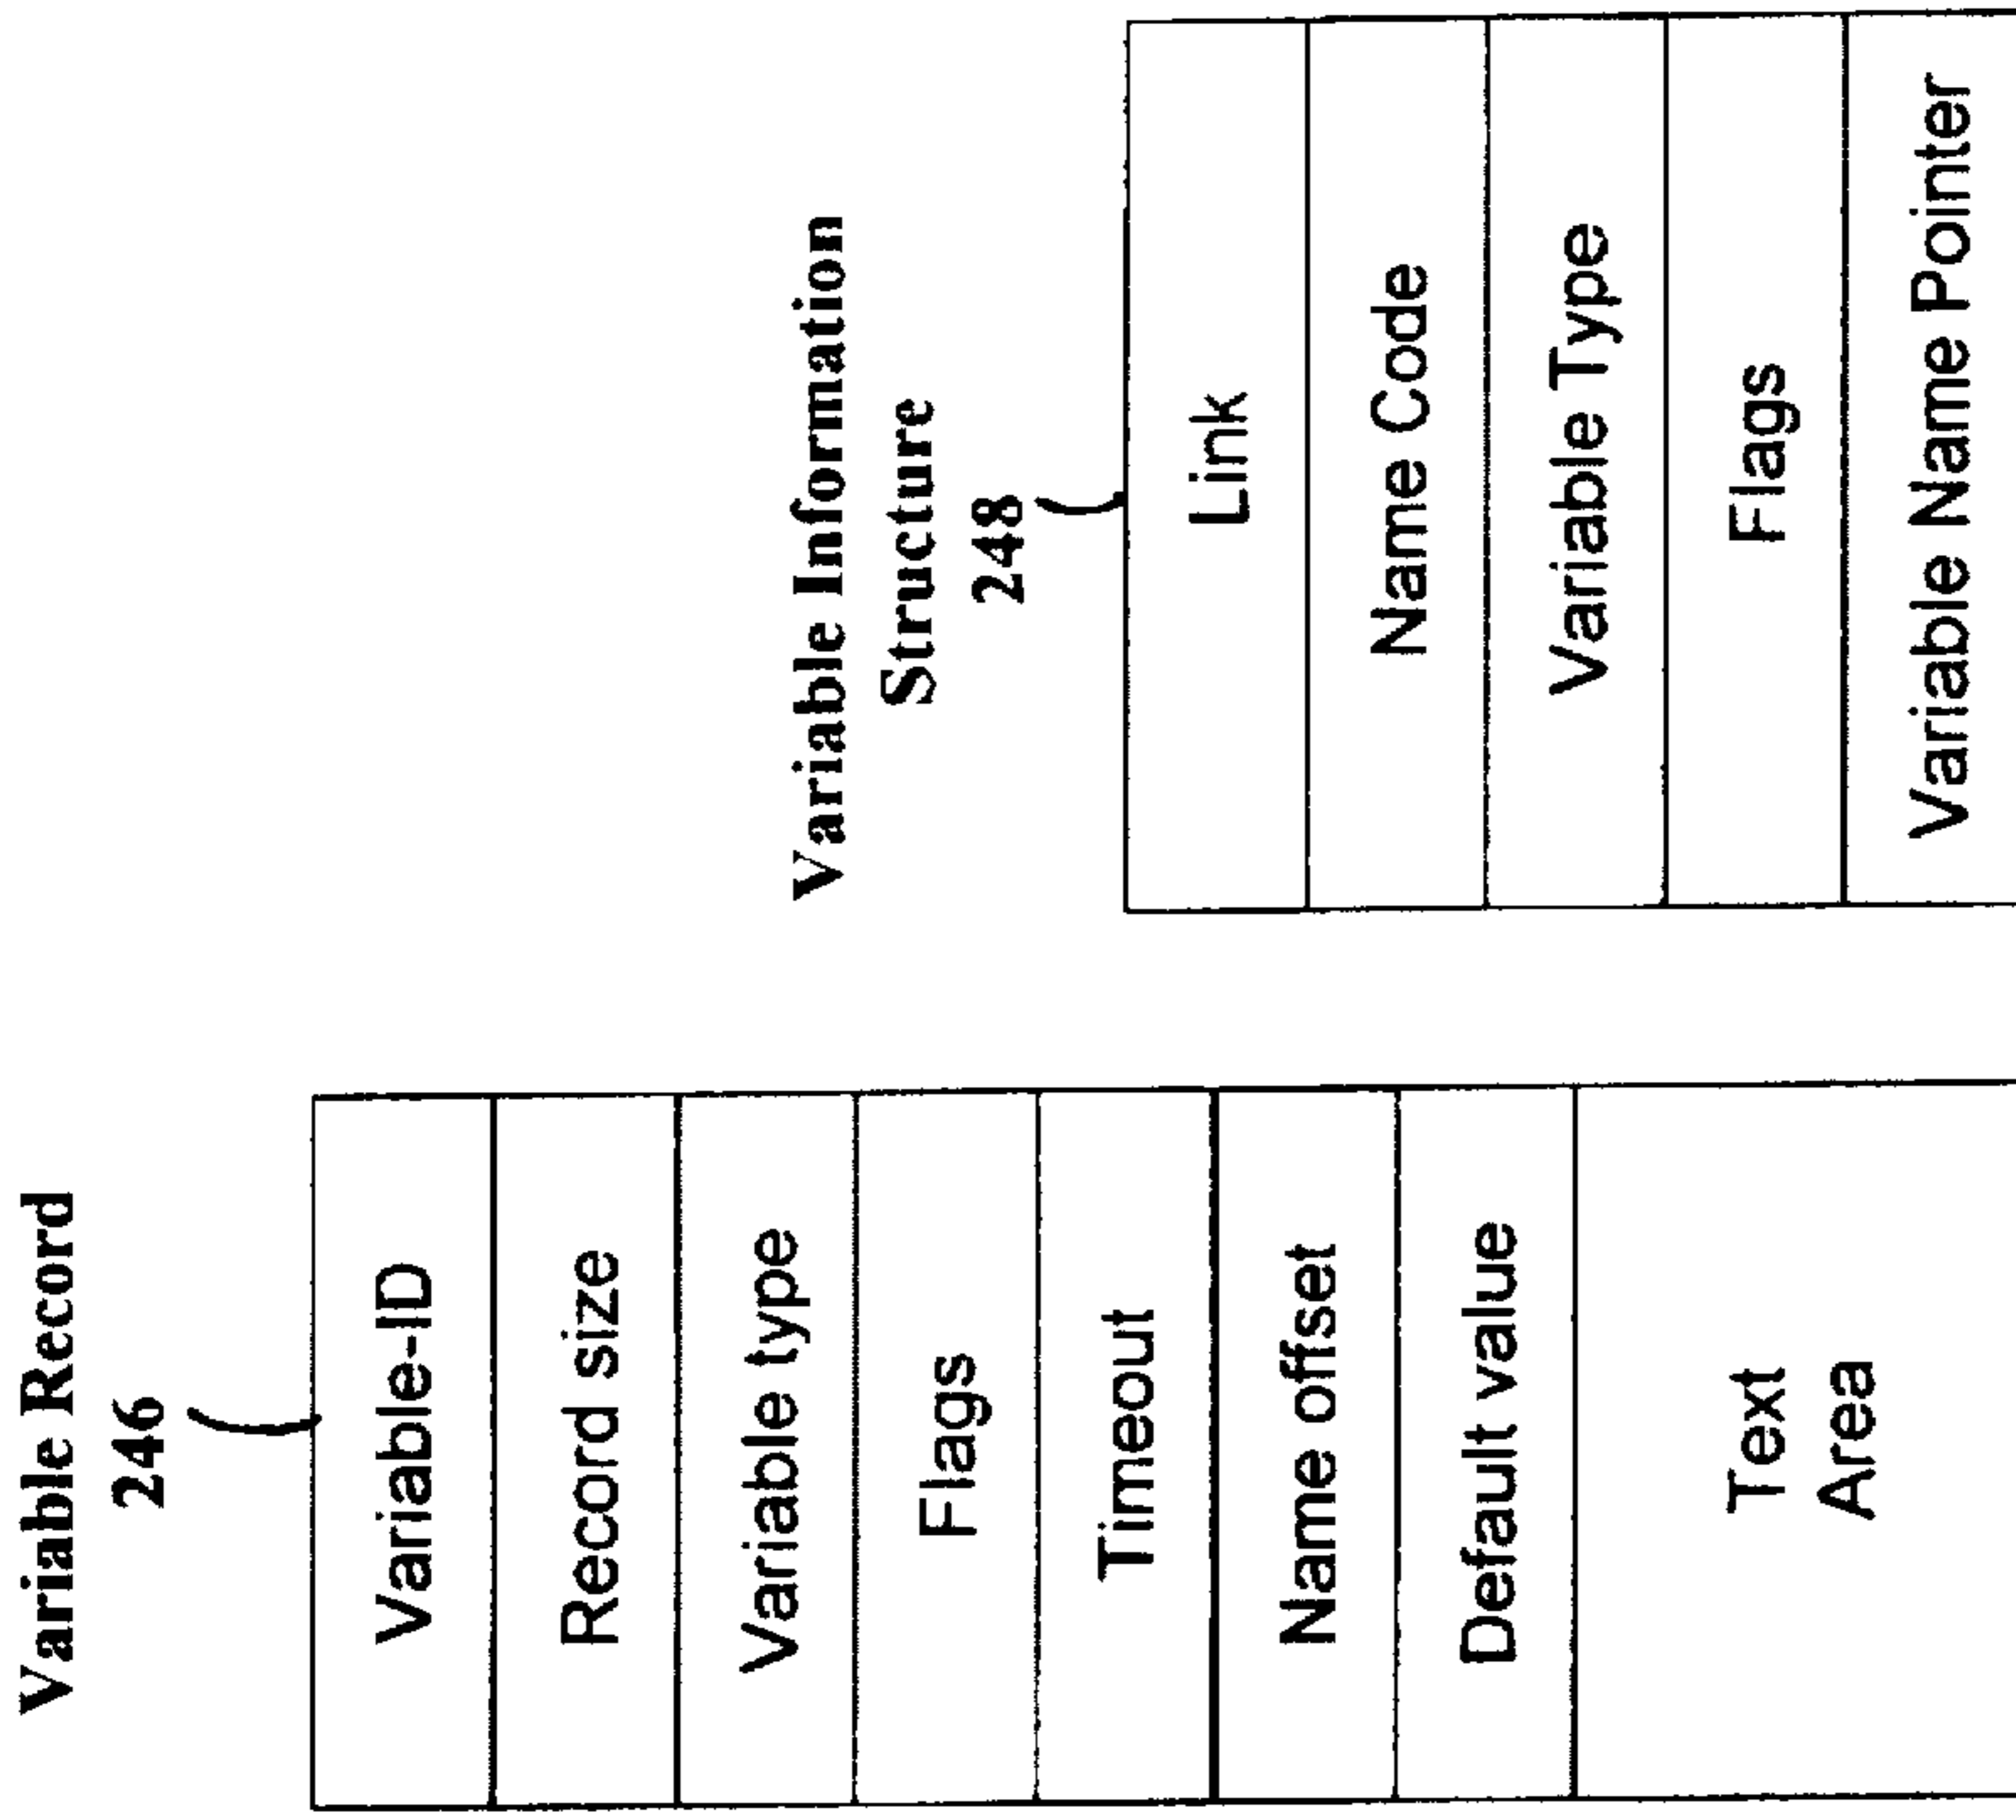 Variable Record
246
Variable-ID
Record size
Variable type
Flags
Timeout
Name offset
Default value
Text
Area
Variable Information
Structure
248
Link
Name Code
Variable Type
Flags
Variable Name Pointer